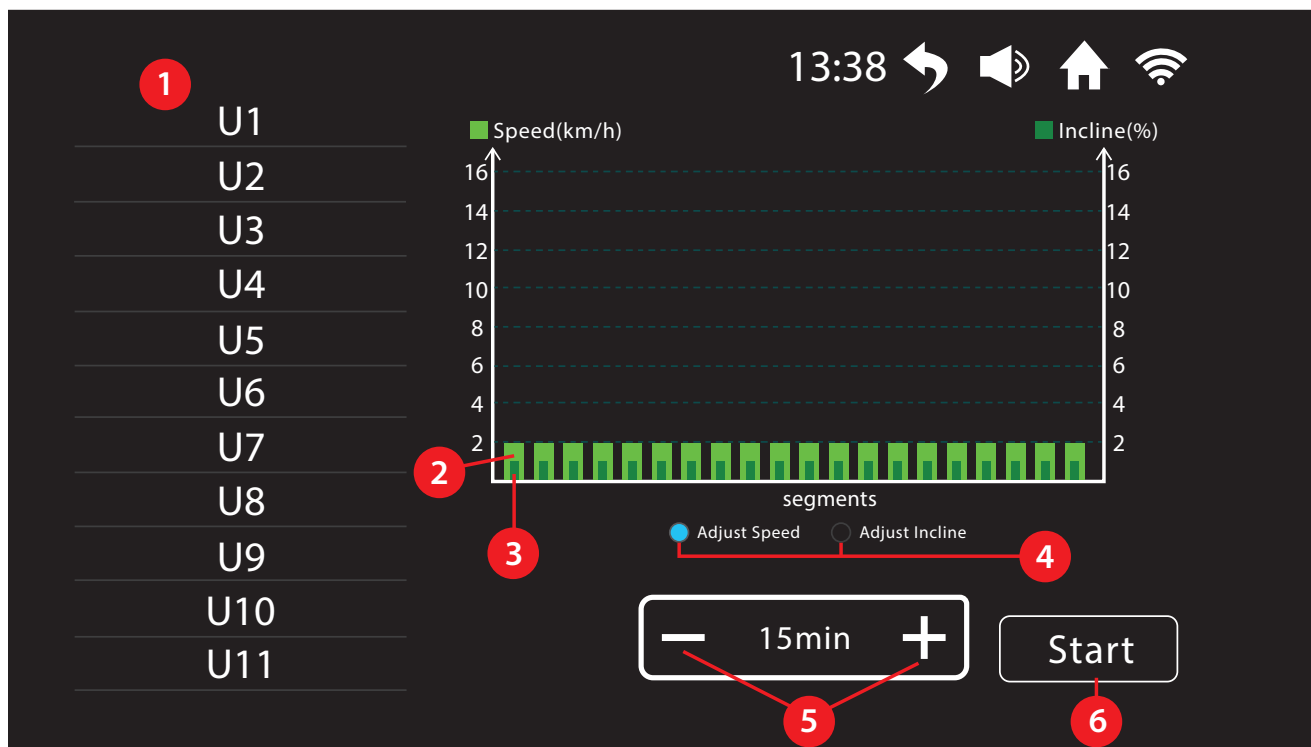 13:38
1
U1
U2
U3
U4
U5
U6
U7
U8
U9
U10
U11
Speed(km/h) Incline(%)
16 16
14 14
12 12
10 10
8 8
6 6
4 4
2 2
2
3
segments
Adjust Speed Adjust Incline
4
15min
Start
5
6